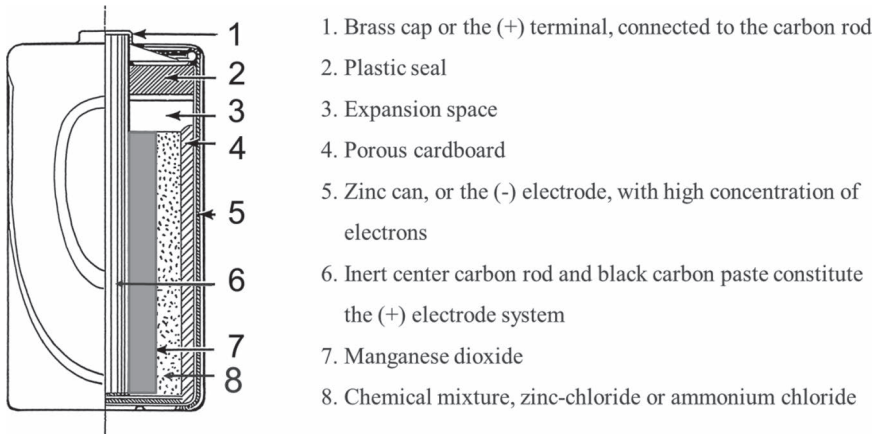 1
2
3
4
5
6
7
8
1. Brass cap or the (+) terminal, connected to the carbon rod
2. Plastic seal
3. Expansion space
4. Porous cardboard
5. Zinc can, or the (-) electrode, with high concentration of
electrons
6. Inert center carbon rod and black carbon paste constitute
the (+) electrode system
7. Manganese dioxide
8. Chemical mixture, zinc-chloride or ammonium chloride